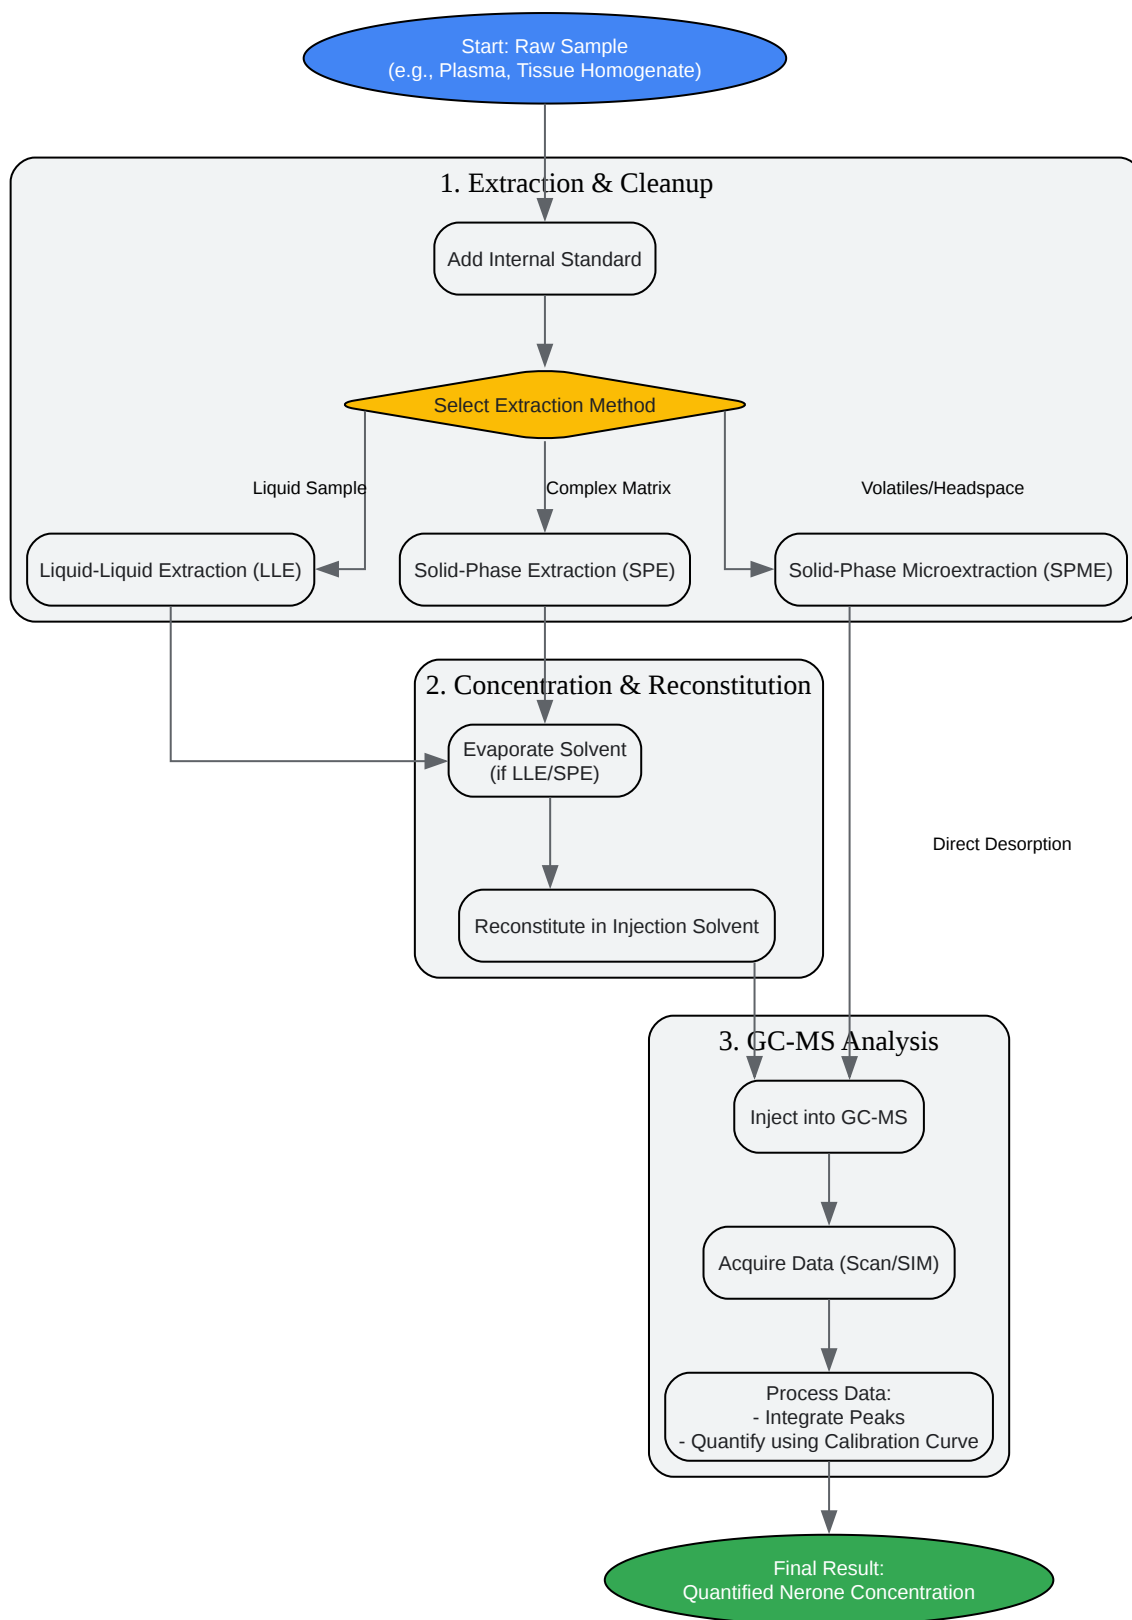 Start: Raw Sample
(e.g., Plasma, Tissue Homogenate)
1. Extraction & Cleanup
Add Internal Standard
Select Extraction Method
Liquid Sample
Complex Matrix
Volatiles/Headspace
Liquid-Liquid Extraction (LLE)
Solid-Phase Extraction (SPE)
Solid-Phase Microextraction (SPME)
2. Concentration & Reconstitution
Evaporate Solvent
(if LLE/SPE)
Direct Desorption
Reconstitute in Injection Solvent
3. GC-MS Analysis
Inject into GC-MS
Acquire Data (Scan/SIM)
Process Data:
- Integrate Peaks
- Quantify using Calibration Curve
Final Result:
Quantified Nerone Concentration